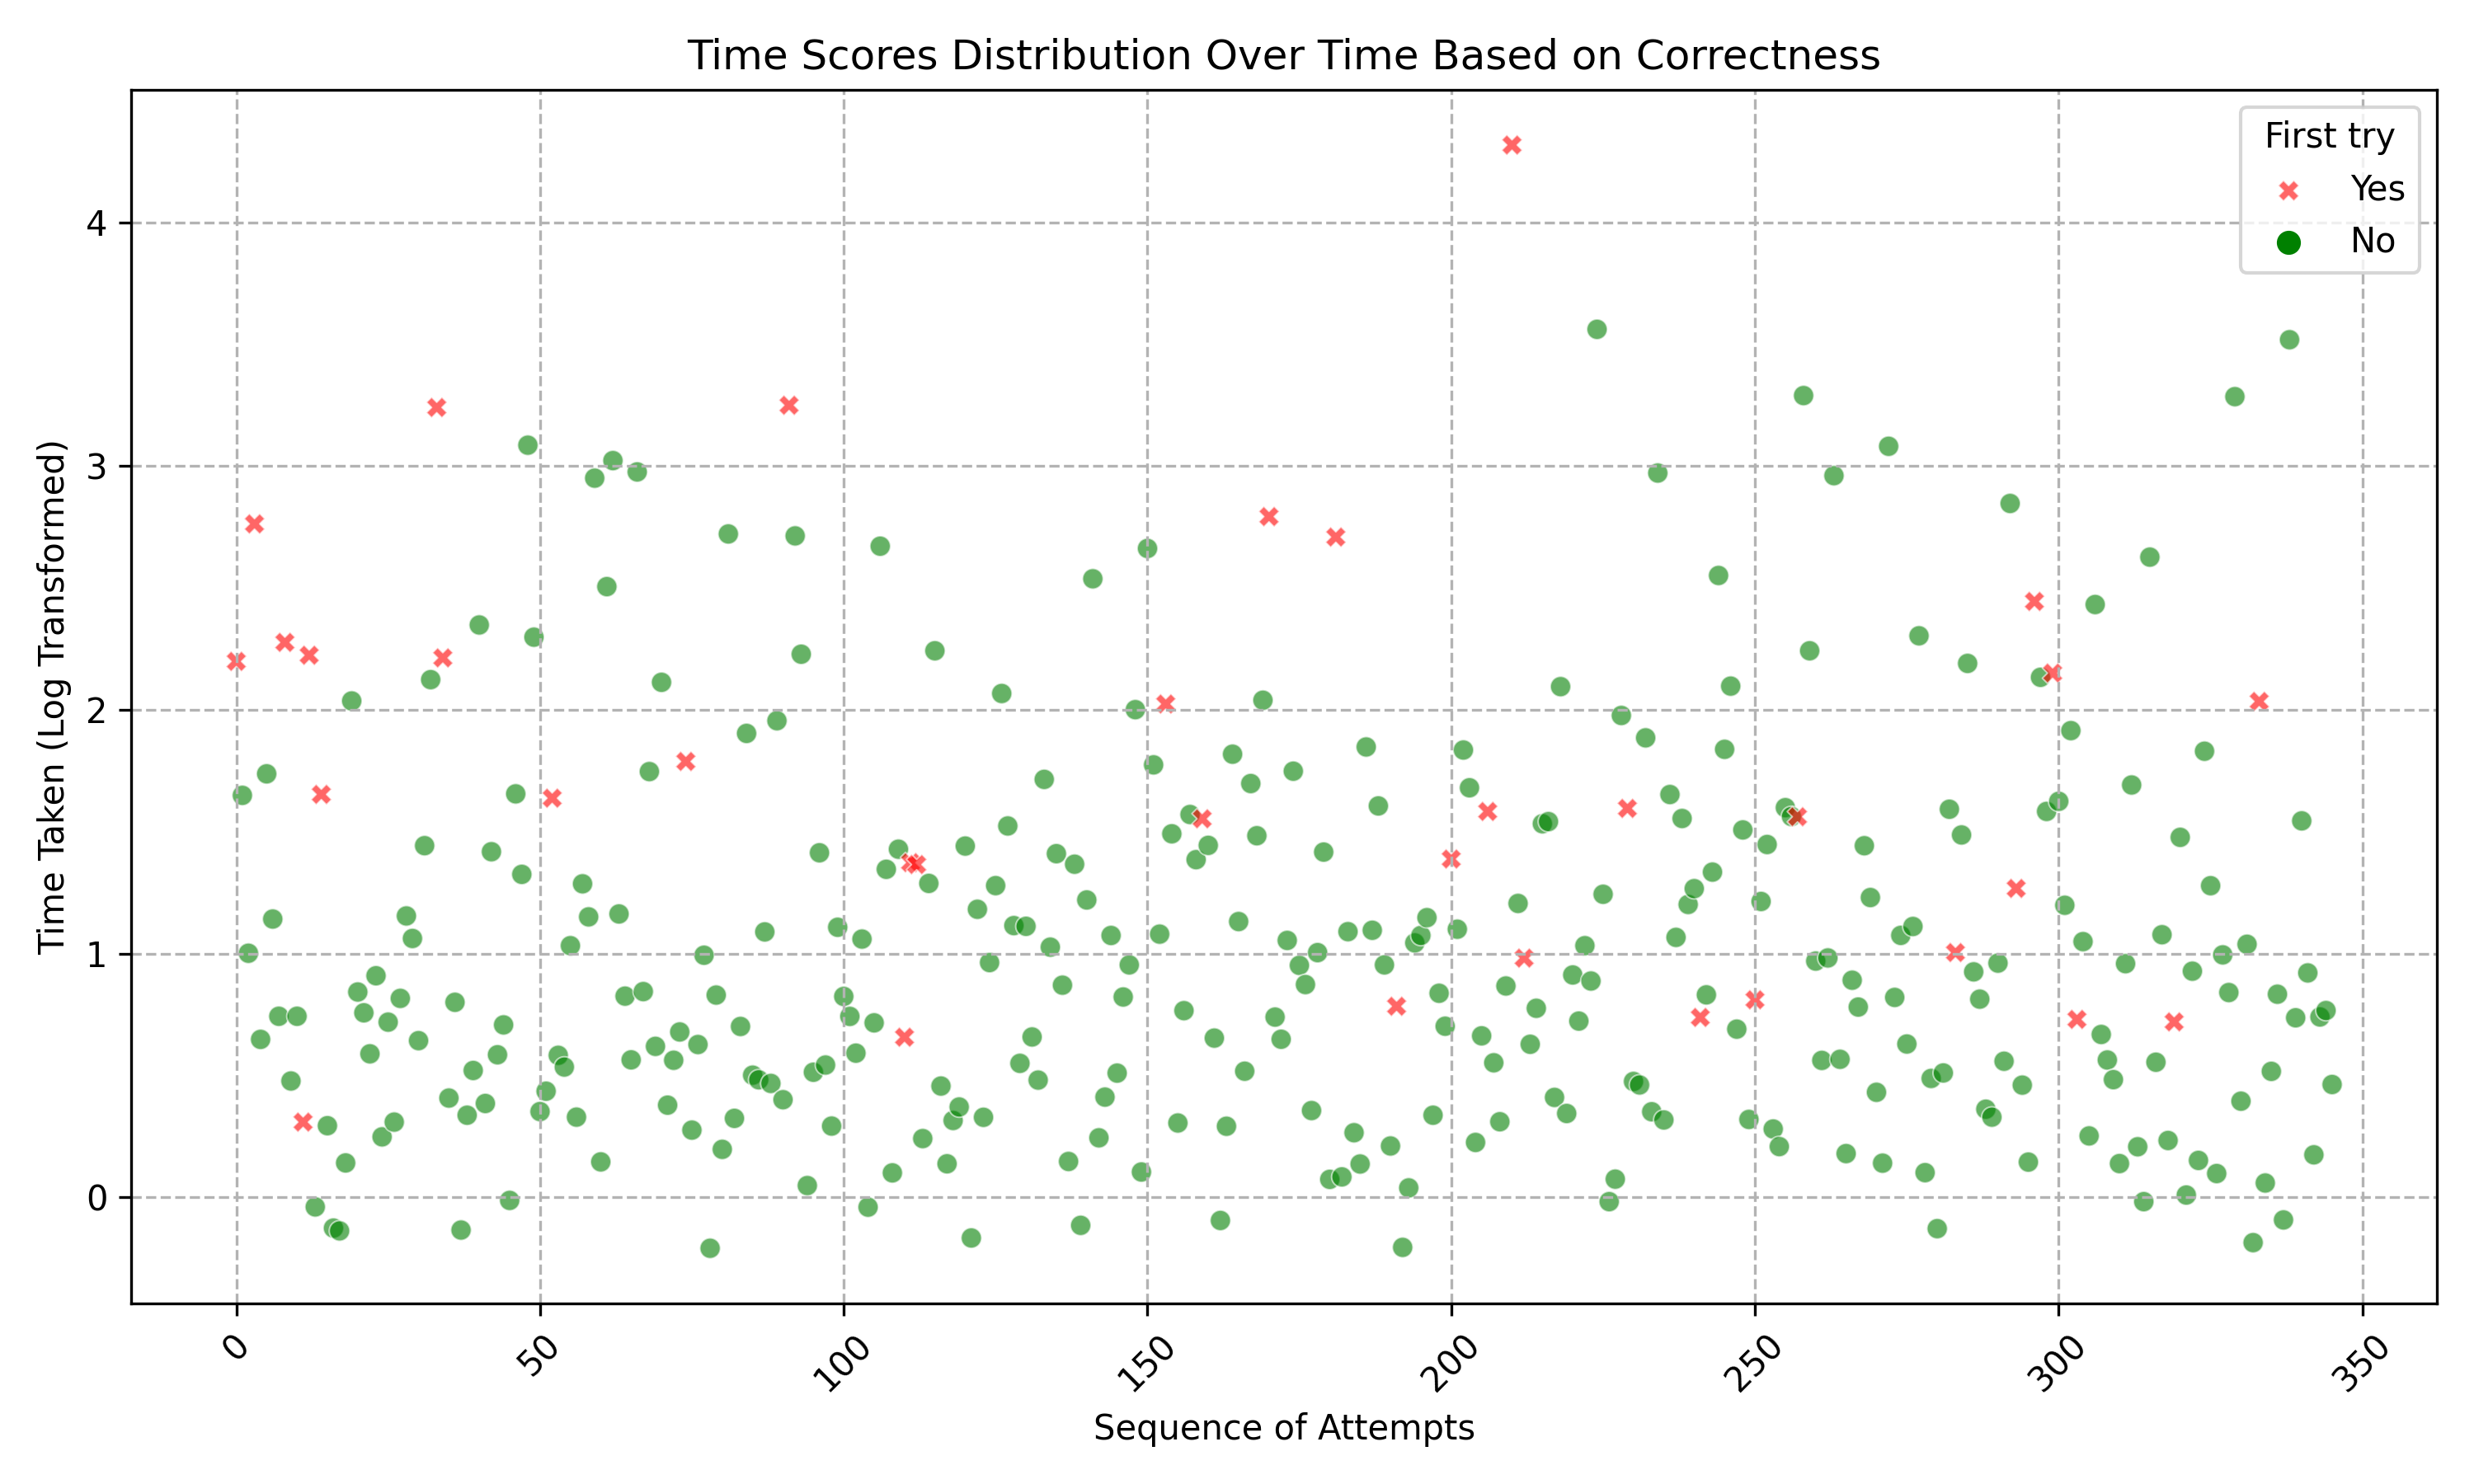 Time Scores Distribution Over Time Based on Correctness
First try
Yes
No
Time Taken (Log Transformed)
4
3
2
1
0
0
50
100
150
200
250
300
350
Sequence of Attempts